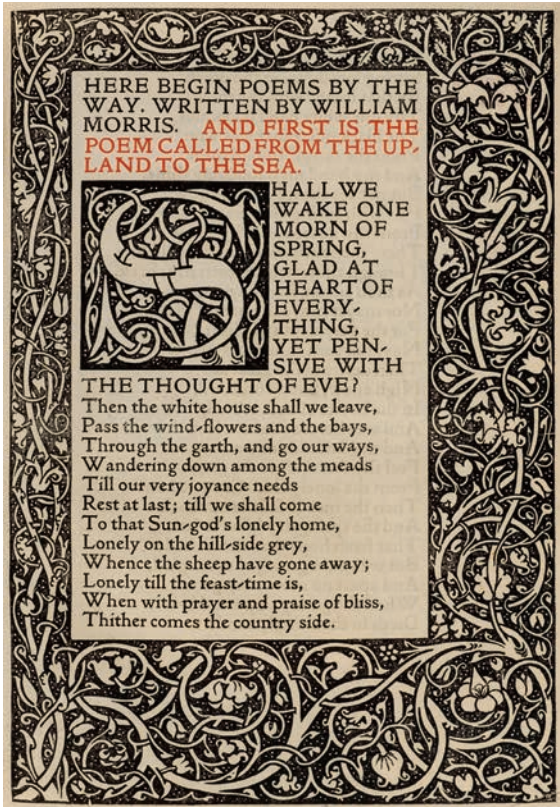 HERE BEGIN POEMS BY THE
WAY. WRITTEN BY WILLIAM
MORRIS. AND FIRST IS THE
POEM CALLED FROM THE UP-
LAND TO THE SEA.
SHALL WE
WAKE ONE
MORN OF
SPRING,
GLAD AT
HEART OF
EVERY-
THING,
YET PEN-
SIVE WITH
THE THOUGHT OF EVE?
Then the white house shall we leave,
Pass the wind-flowers and the bays,
Through the garth, and go our ways,
Wandering down among the meads
Till our very joyance needs
Rest at last; till we shall come
To that Sun-god's lonely home,
Lonely on the hill-side grey,
Whence the sheep have gone away;
Lonely till the feast-time is,
When with prayer and praise of bliss,
Thither comes the country side.